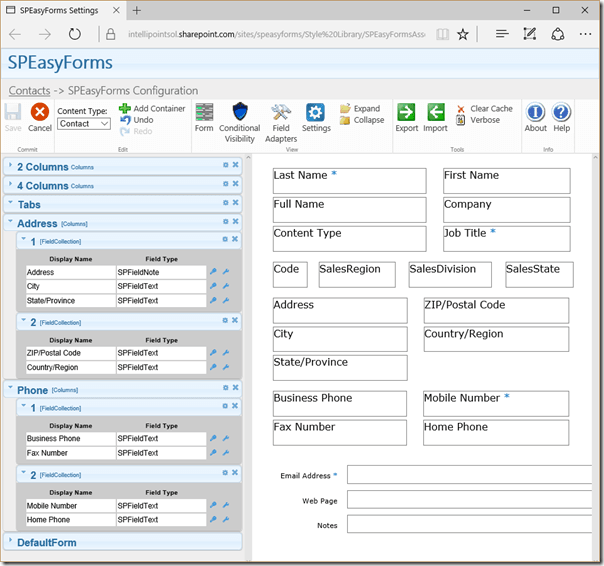 SPEasyForms Settings
intellipointsol.sharepoint.com/sites/speasyforms/Style%20Library/SPEasyFormsAsse
SPEasyForms
Contacts -> SPEasyForms Configuration
Save
Cancel
Commit
Content Type:
Contact
Add Container
Undo
Redo
Edit
Form
Conditional Visibility
Field Adapters
Settings
Expand
Collapse
View
Export
Import
Clear Cache
Verbose
Tools
About
Help
Info
2 Columns Columns
4 Columns Columns
Tabs
Address [Columns]
1 [FieldCollection]
Display Name Field Type
Address SPFieldNote
City SPFieldText
State/Province SPFieldText
2 [FieldCollection]
Display Name Field Type
ZIP/Postal Code SPFieldText
Country/Region SPFieldText
Phone [Columns]
1 [FieldCollection]
Display Name Field Type
Business Phone SPFieldText
Fax Number SPFieldText
2 [FieldCollection]
Display Name Field Type
Mobile Number SPFieldText
Home Phone SPFieldText
DefaultForm
Last Name * First Name
Full Name Company
Content Type Job Title *
Code SalesRegion SalesDivision SalesState
Address ZIP/Postal Code
City Country/Region
State/Province
Business Phone Mobile Number *
Fax Number Home Phone
Email Address *
Web Page
Notes